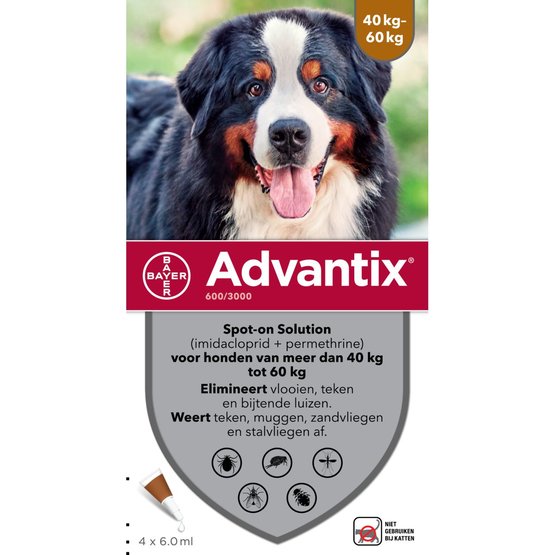 40 kg–
60 kg
BAYER
BAYER
Advantix®
600/3000
Spot-on Solution
(imidacloprid + permethrine)
voor honden van meer dan 40 kg
tot 60 kg
Elimineert vlooien, teken
en bijtende luizen.
Weert teken, muggen, zandvliegen
en stalvliegen af.
4 x 6.0 ml
NIET
GEBRUIKEN
BIJ KATTEN